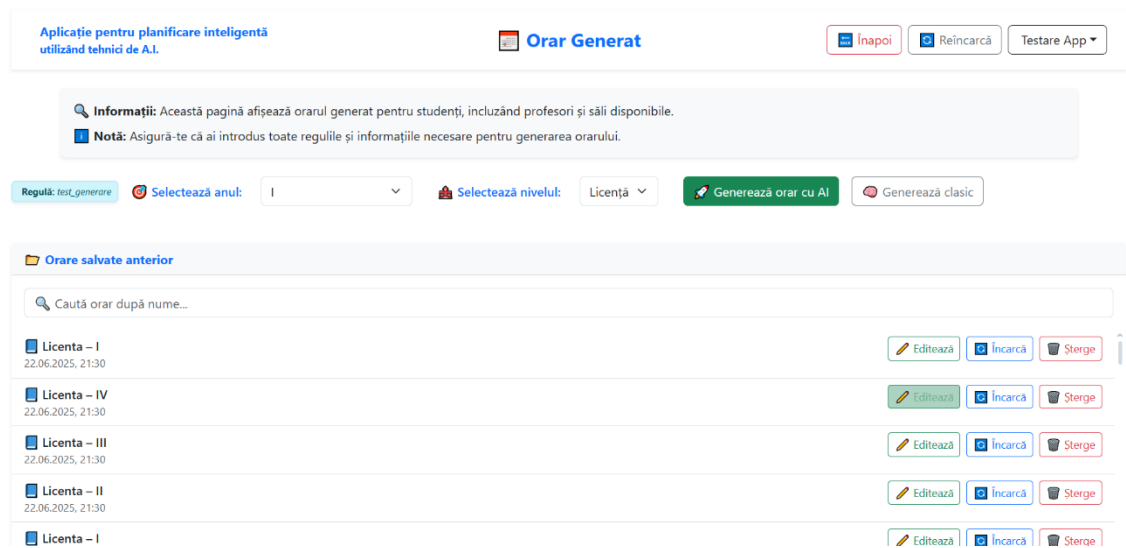 Aplicație pentru planificare inteligentă
utilizând tehnici de A.I.
Orar Generat
Înapoi
Reîncarcă
Testare App
Informații: Această pagină afișează orarul generat pentru studenți, incluzând profesori și săli disponibile.
Notă: Asigură-te că ai introdus toate regulile și informațiile necesare pentru generarea orarului.
Regulă: test_generare
Selectează anul:
I
Selectează nivelul:
Licență
Generează orar cu AI
Generează clasic
Orare salvate anterior
Caută orar după nume...
Licenta – I
22.06.2025, 21:30
Editează
Încarcă
Șterge
Licenta – IV
22.06.2025, 21:30
Editează
Încarcă
Șterge
Licenta – III
22.06.2025, 21:30
Editează
Încarcă
Șterge
Licenta – II
22.06.2025, 21:30
Editează
Încarcă
Șterge
Licenta – I
Editează
Încarcă
Șterge